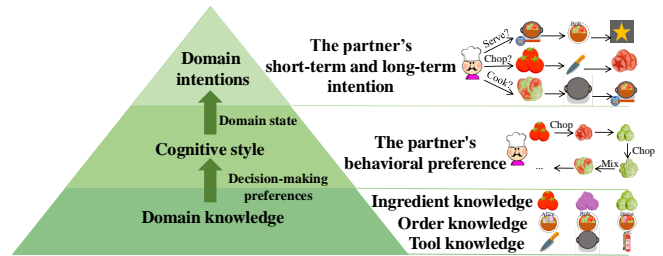 Domain
intentions
Domain state
Cognitive style
Decision-making
preferences
Domain knowledge
The partner's
short-term and long-term
intention
Serve?
Chop?
Cook?
The partner's
behavioral preference
Chop
Chop
Mix
...
Ingredient knowledge
Order knowledge
Tool knowledge